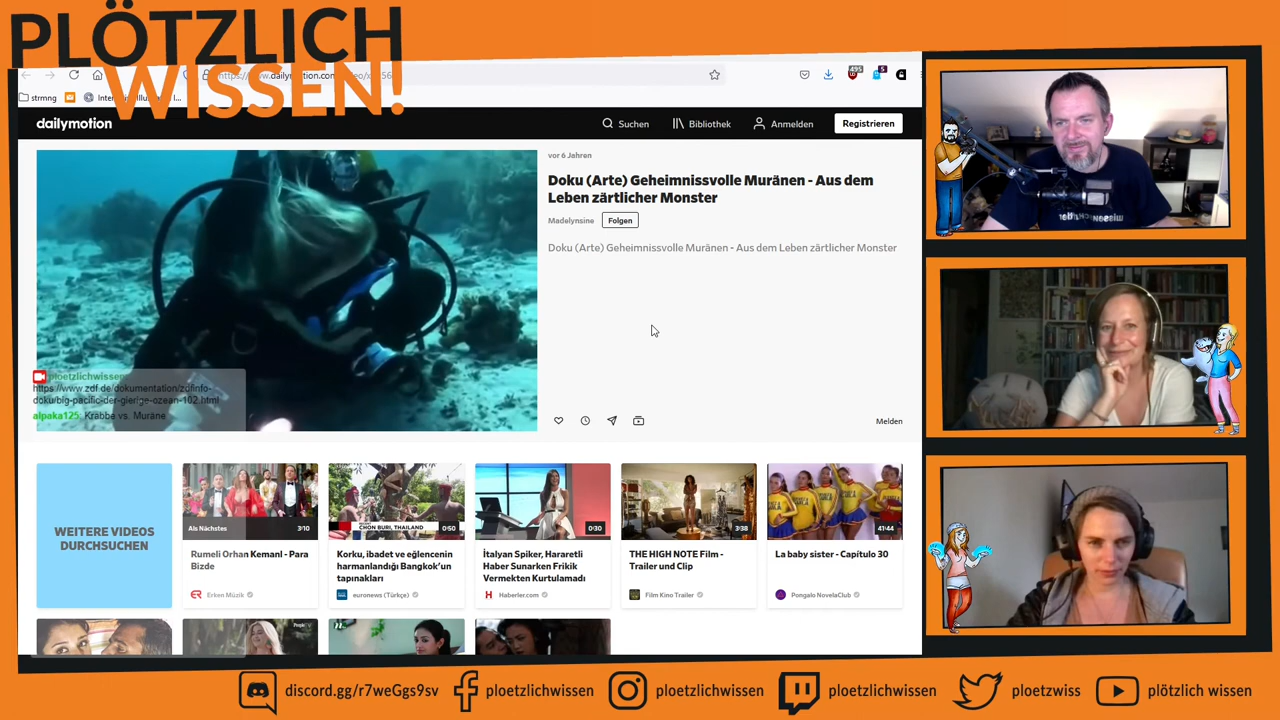 PLÖTZLICH
WISSEN!
strmng
dailymotion
Suchen
Bibliothek
Anmelden
Registrieren
vor 6 Jahren
Doku (Arte) Geheimnissvolle Muränen - Aus dem
Leben zärtlicher Monster
Madelynsine
Folgen
Doku (Arte) Geheimnissvolle Muränen - Aus dem Leben zärtlicher Monster
ploetzlichwissen:
https://www.zdf.de/dokumentation/zdfinfo-
doku/big-pacific-der-gierige-ozean-102.html
alpaka125: Krabbe vs. Muräne
Melden
WEITERE VIDEOS
DURCHSUCHEN
Als Nächstes
3:10
Rumeli Orhan Kemanl - Para
Bizde
Erken Müzik
CHON BURI, THAILAND
0:50
Korku, ibadet ve eğlencenin
harmanlandığı Bangkok'un
tapınakları
euronews (Türkçe)
0:30
İtalyan Spiker, Hararetli
Haber Sunarken Frikik
Vermekten Kurtulamadı
Haberler.com
3:38
THE HIGH NOTE Film -
Trailer und Clip
Film Kino Trailer
41:44
La baby sister - Capítulo 30
Pongalo NovelaClub
discord.gg/r7weGgs9sv
ploetzlichwissen
ploetzlichwissen
ploetzlichwissen
ploetzwiss
plötzlich wissen